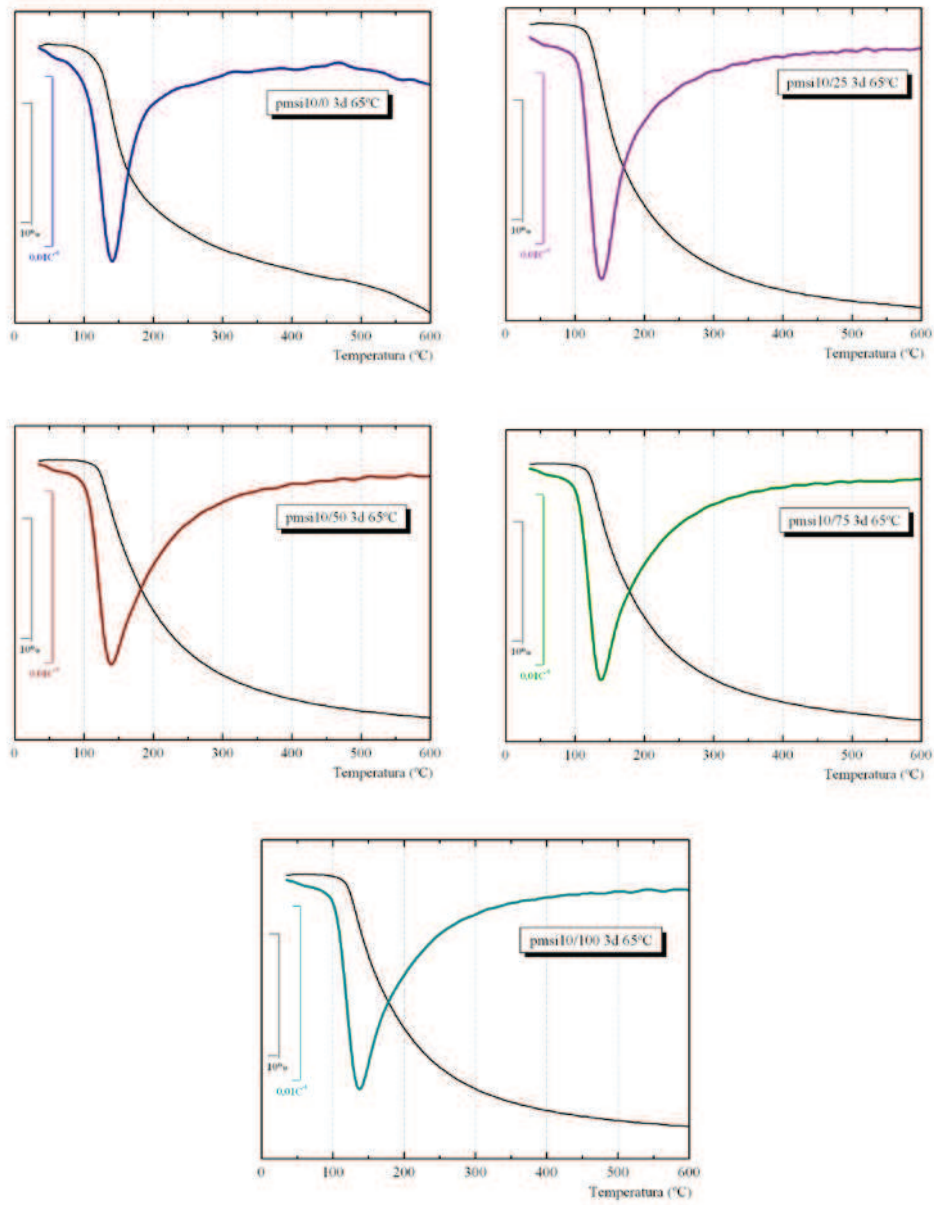 pmsi10/0 3d 65°C
10%
0.01C⁻¹
0 100 200 300 400 500 600
Temperatura (°C)
pmsi10/25 3d 65°C
10%
0.01C⁻¹
0 100 200 300 400 500 600
Temperatura (°C)
pmsi10/50 3d 65°C
10%
0.01C⁻¹
0 100 200 300 400 500 600
Temperatura (°C)
pmsi10/75 3d 65°C
10%
0.01C⁻¹
0 100 200 300 400 500 600
Temperatura (°C)
pmsi10/100 3d 65°C
10%
0.01C⁻¹
0 100 200 300 400 500 600
Temperatura (°C)